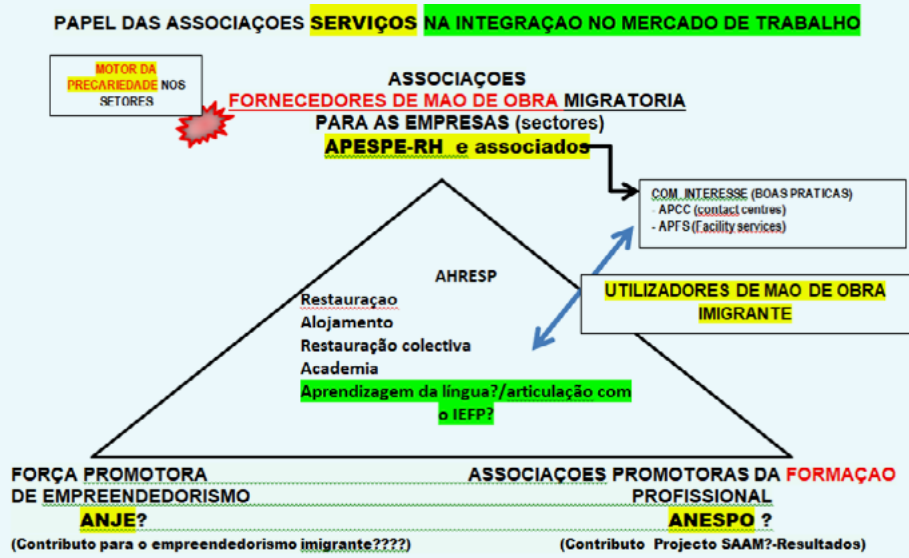 PAPEL DAS ASSOCIAÇOES SERVIÇOS NA INTEGRAÇAO NO MERCADO DE TRABALHO
MOTOR DA
PRECARIEDADE NOS
SETORES
ASSOCIAÇOES
FORNECEDORES DE MAO DE OBRA MIGRATORIA
PARA AS EMPRESAS (sectores)
APESPE-RH e associados
COM INTERESSE (BOAS PRATICAS)
- APCC (contact centres)
- APFS (Facility services)
UTILIZADORES DE MAO DE OBRA
IMIGRANTE
AHRESP
Restauraçao
Alojamento
Restauração colectiva
Academia
Aprendizagem da língua?/articulação com
o IEFP?
FORÇA PROMOTORA
DE EMPREENDEDORISMO
ANJE?
(Contributo para o empreendedorismo imigrante????)
ASSOCIAÇOES PROMOTORAS DA FORMAÇAO
PROFISSIONAL
ANESPO ?
(Contributo Projecto SAAM?-Resultados)